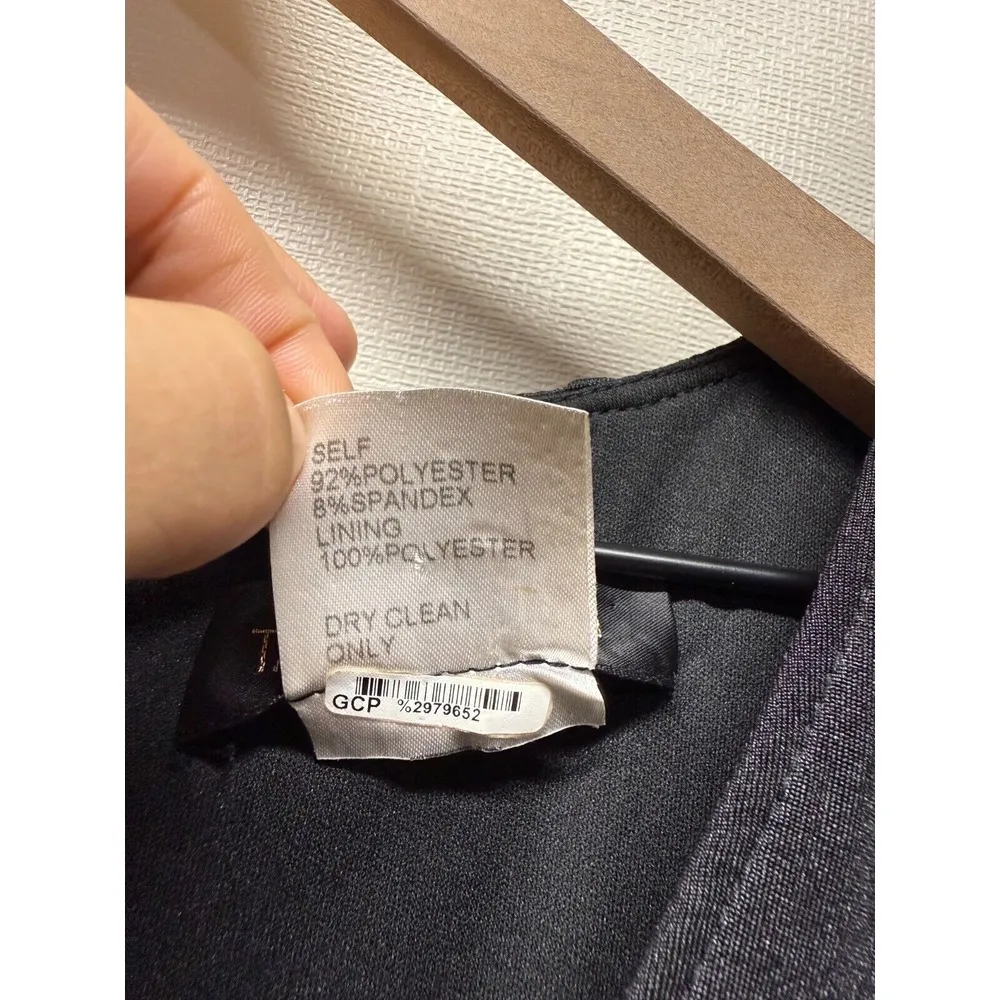 SELF
92%POLYESTER
8%SPANDEX
LINING
100%POLYESTER
DRY CLEAN
ONLY
GCP %2979652